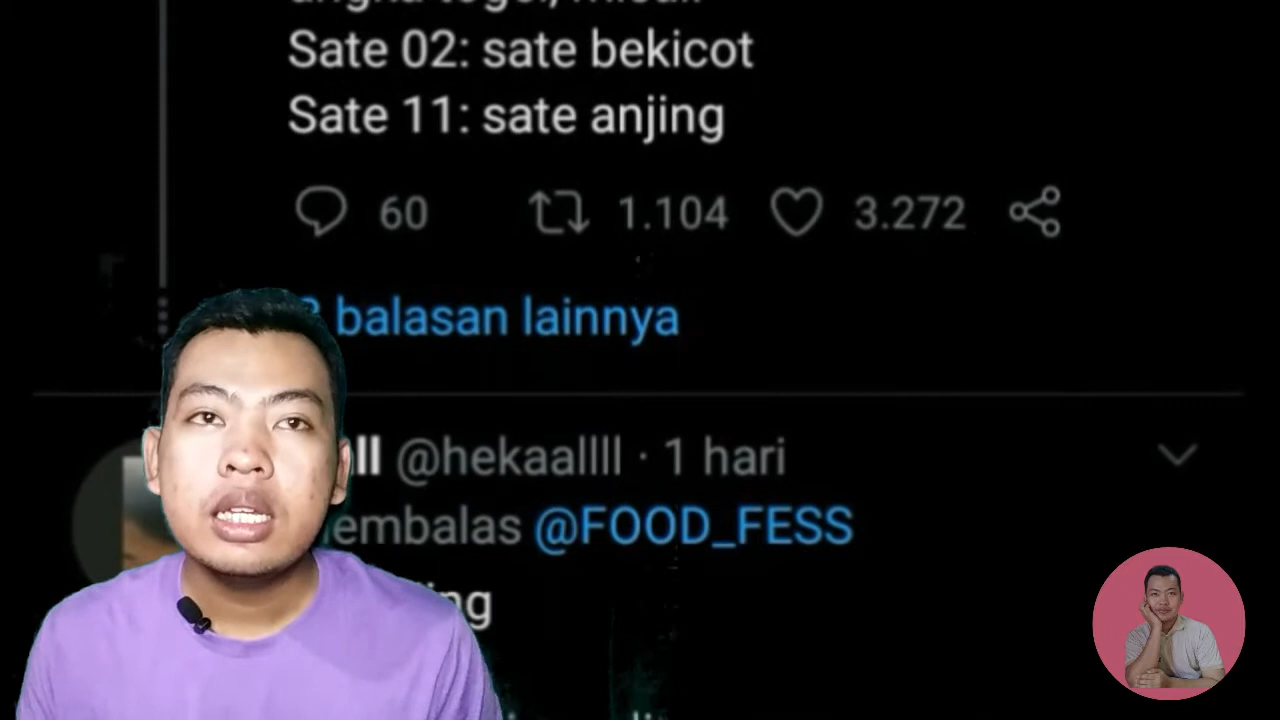 Sate 02: sate bekicot
Sate 11: sate anjing
60 1.104 3.272
balasan lainnya
@hekaallll · 1 hari
@FOOD_FESS